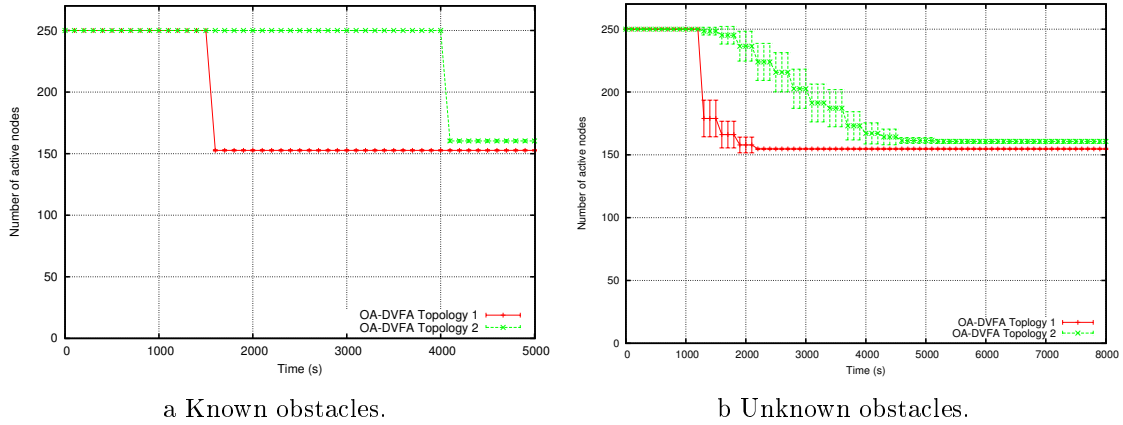 250
200
150
100
50
0
Number of active nodes
OA-DVFA Topology 1
OA-DVFA Topology 2
0 1000 2000 3000 4000 5000
Time (s)
a Known obstacles.
250
200
150
100
50
0
Number of active nodes
OA-DVFA Toplogy 1
OA-DVFA Topology 2
0 1000 2000 3000 4000 5000 6000 7000 8000
Time (s)
b Unknown obstacles.